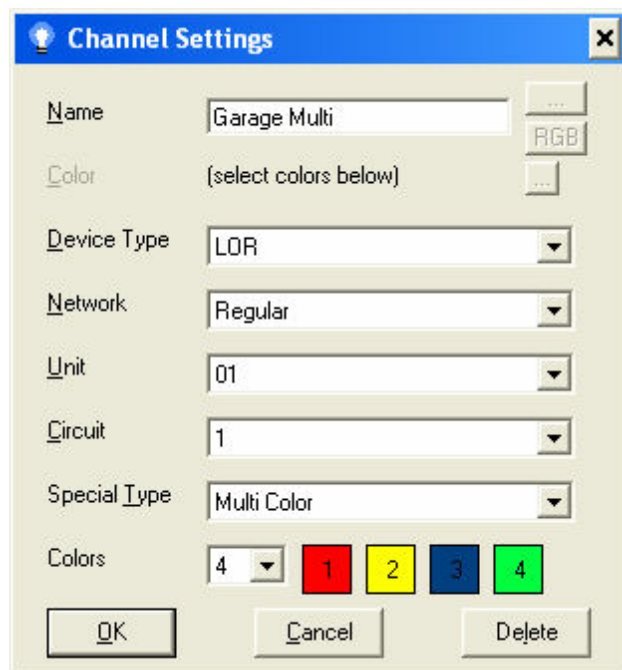 Channel Settings
Name Garage Multi ...
RGB
Color (select colors below) ...
Device Type LOR
Network Regular
Unit 01
Circuit 1
Special Type Multi Color
Colors 4 1 2 3 4
OK Cancel Delete